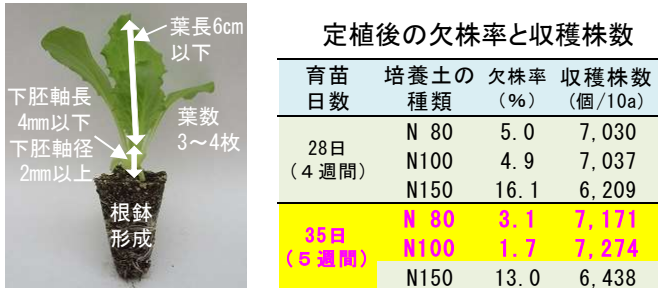 葉長6cm
以下
下胚軸長
4mm以下
下胚軸径
2mm以上
葉数
3～4枚
根鉢
形成
定植後の欠株率と収穫株数
育苗日数 培養土の種類 欠株率（%） 収穫株数（個/10a）
28日（４週間） N 80 5.0 7,030
N100 4.9 7,037
N150 16.1 6,209
35日（５週間） N 80 3.1 7,171
N100 1.7 7,274
N150 13.0 6,438